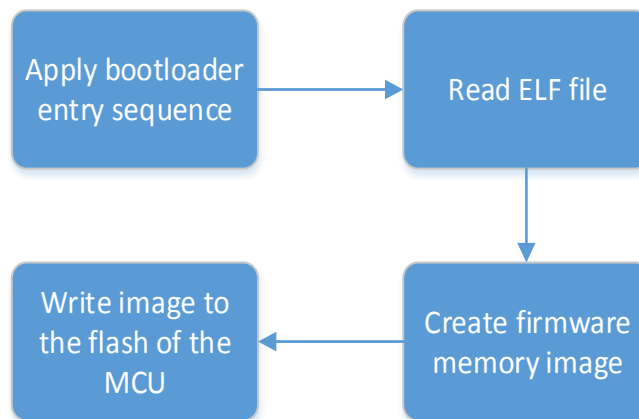 Apply bootloader
entry sequence
Read ELF file
Create firmware
memory image
Write image to
the flash of the
MCU